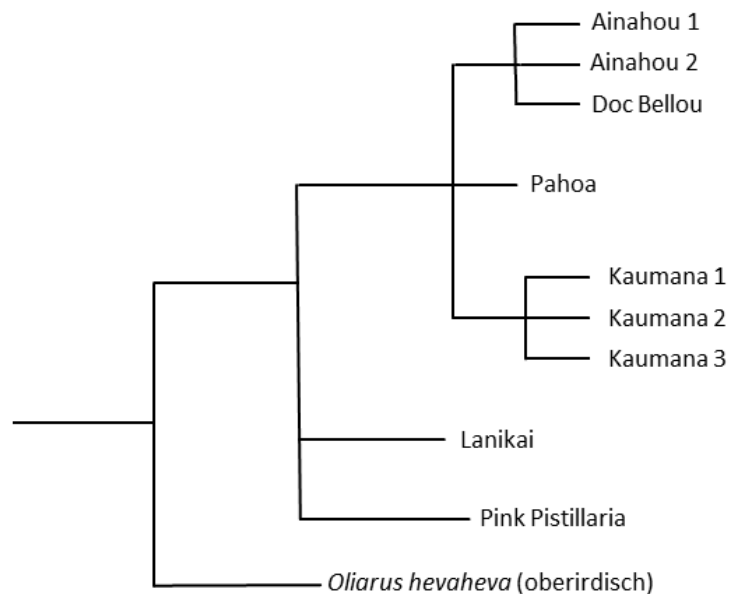 Ainahou 1
Ainahou 2
Doc Bellou
Pahoa
Kaumana 1
Kaumana 2
Kaumana 3
Lanikai
Pink Pistillaria
Oliarus hevaheva (oberirdisch)